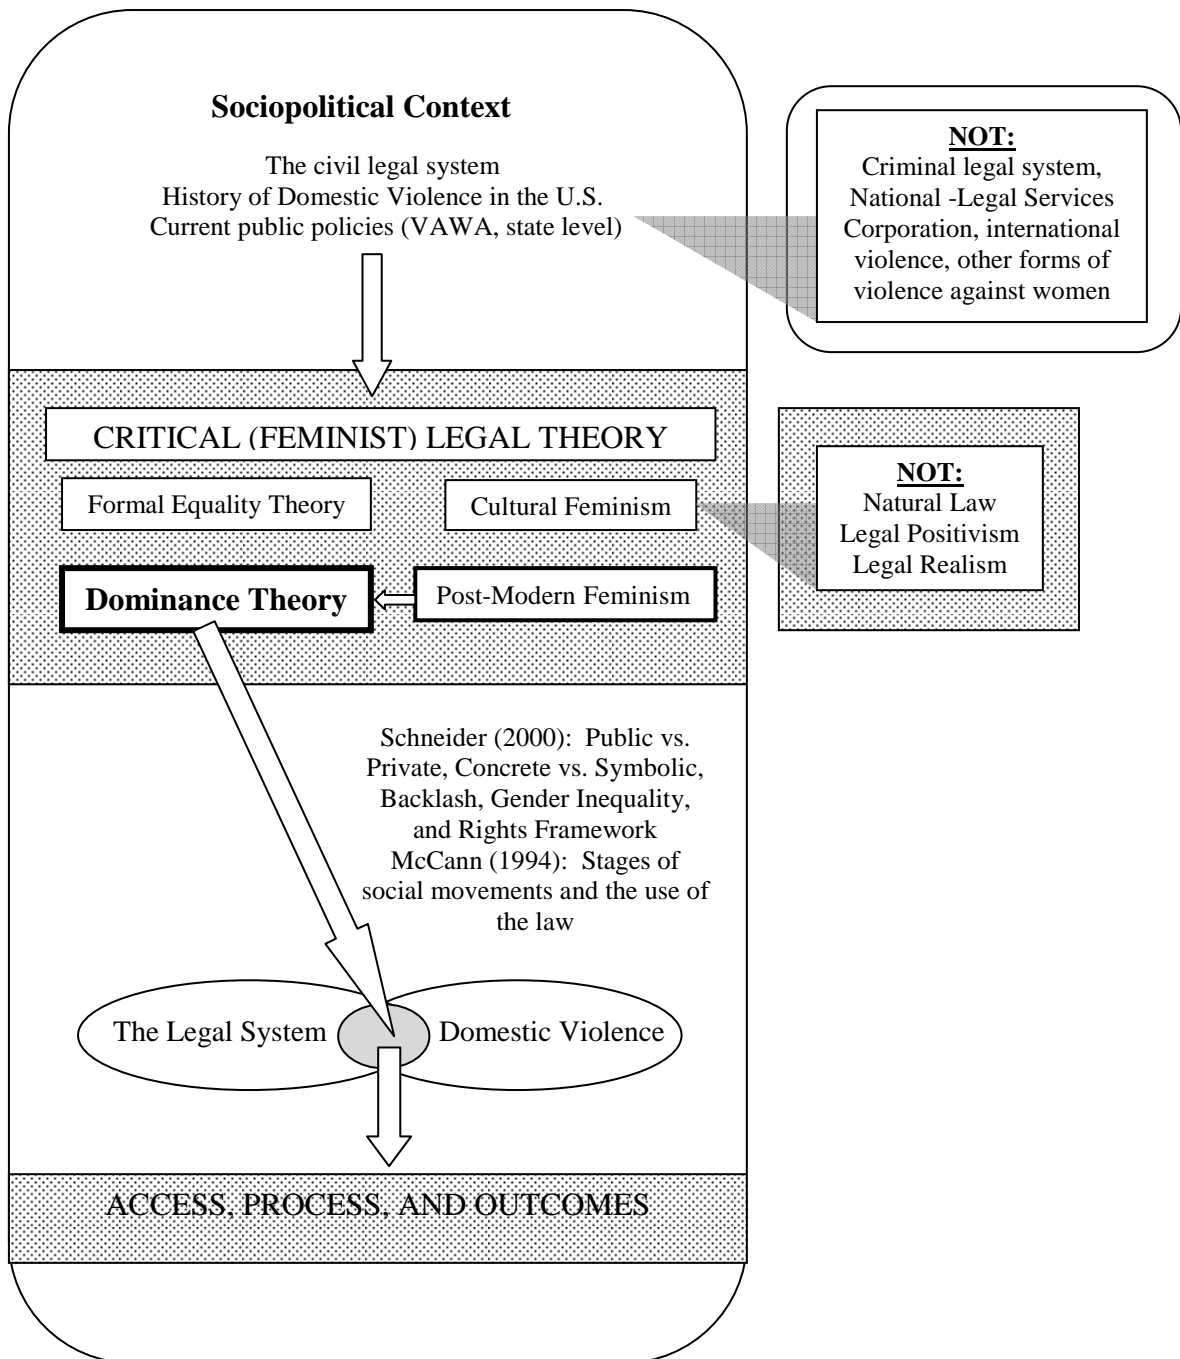 Sociopolitical Context
The civil legal system
History of Domestic Violence in the U.S.
Current public policies (VAWA, state level)
NOT:
Criminal legal system,
National -Legal Services
Corporation, international
violence, other forms of
violence against women
CRITICAL (FEMINIST) LEGAL THEORY
Formal Equality Theory
Cultural Feminism
NOT:
Natural Law
Legal Positivism
Legal Realism
Dominance Theory
Post-Modern Feminism
Schneider (2000):  Public vs.
Private, Concrete vs. Symbolic,
Backlash, Gender Inequality,
and Rights Framework
McCann (1994):  Stages of
social movements and the use of
the law
The Legal System
Domestic Violence
ACCESS, PROCESS, AND OUTCOMES